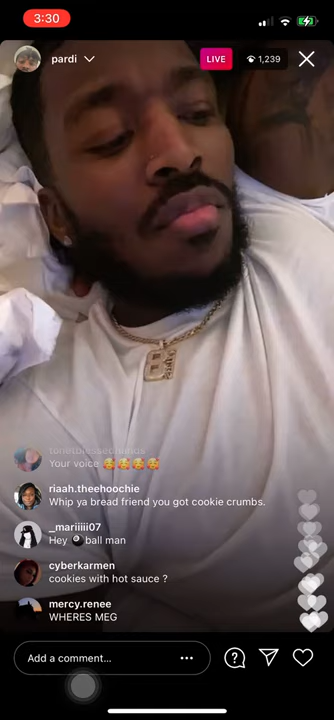 3:30
pardi
LIVE
1,239
Your voice 🥰🥰🥰🥰
riaah.theehoochie
Whip ya bread friend you got cookie crumbs.
_mariiiii07
Hey 🎱 ball man
cyberkarmen
cookies with hot sauce ?
mercy.renee
WHERES MEG
Add a comment...